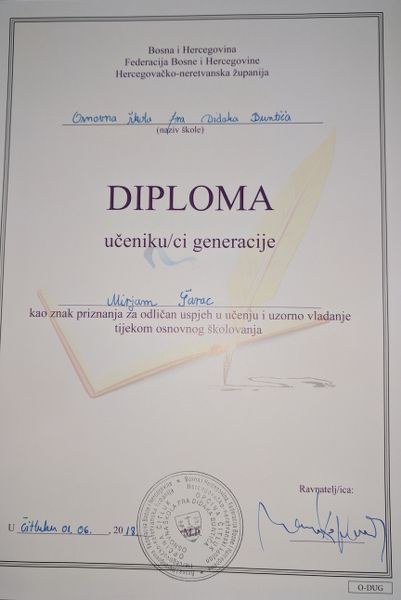 Bosna i Hercegovina
Federacija Bosne i Hercegovine
Hercegovačko-neretvanska županija
Osnovna škola fra Didaka Buntića
(naziv škole)
DIPLOMA
učeniku/ci generacije
Mirjam Šarac
kao znak priznanja za odličan uspjeh u učenju i uzorno vladanje
tijekom osnovnog školovanja
Ravnatelj/ica:
U Čitluku 01. 06. , 2018.
O-DUG